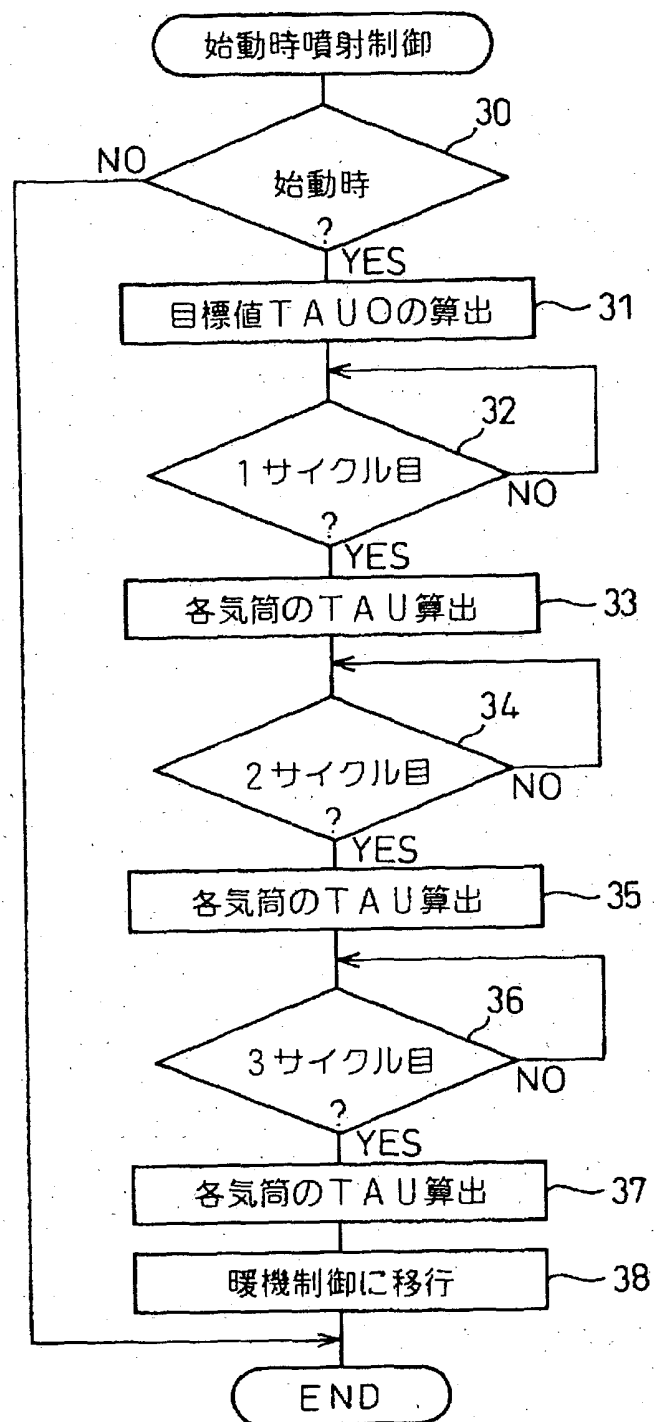 始動時噴射制御
30
NO
始動時
?
YES
目標値TAUOの算出
31
32
1サイクル目
NO
?
YES
各気筒のTAU算出
33
34
2サイクル目
NO
?
YES
各気筒のTAU算出
35
36
3サイクル目
NO
?
YES
各気筒のTAU算出
37
暖機制御に移行
38
END